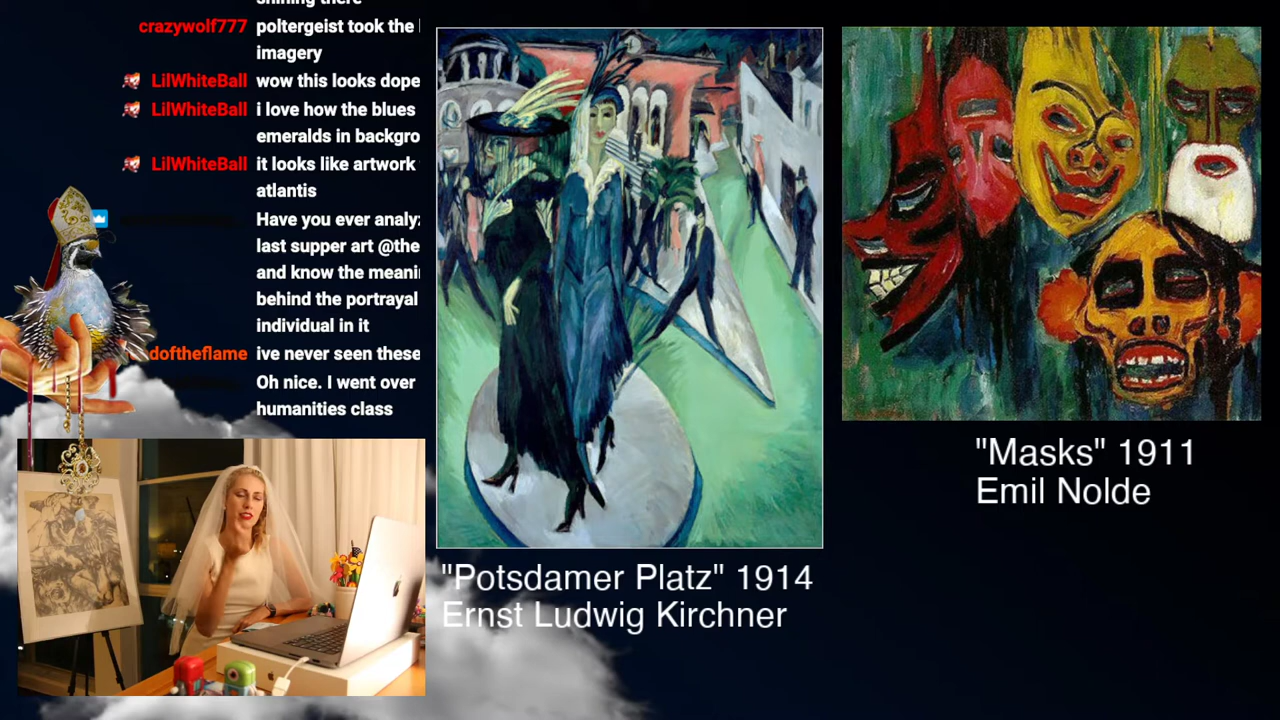 shining there
crazywolf777 poltergeist took the
imagery
LilWhiteBall wow this looks dope
LilWhiteBall i love how the blues
emeralds in backgro
LilWhiteBall it looks like artwork
atlantis
Have you ever analy
last supper art @the
and know the meani
behind the portrayal
individual in it
doftheflame ive never seen these
Oh nice. I went over
humanities class
"Potsdamer Platz" 1914
Ernst Ludwig Kirchner
"Masks" 1911
Emil Nolde